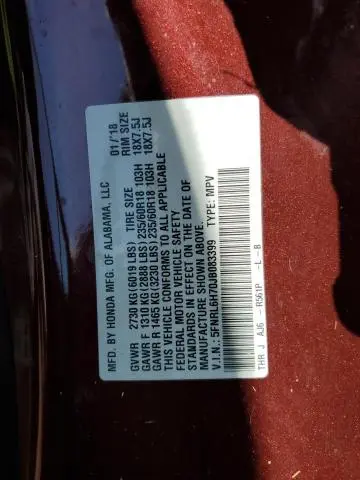 MFD. BY HONDA MFG. OF ALABAMA, LLC 01/'18
GVWR 2730 KG(6019 LBS) TIRE SIZE RIM SIZE
GAWR F 1310 KG(2888 LBS)235/60R18 103H 18X7.5J
GAWR R 1465 KG(3230 LBS)235/60R18 103H 18X7.5J
THIS VEHICLE CONFORMS TO ALL APPLICABLE
FEDERAL MOTOR VEHICLE SAFETY
STANDARDS IN EFFECT ON THE DATE OF
MANUFACTURE SHOWN ABOVE.
V.I.N.: 5FNRL6H70JB083399 TYPE: MPV
THR J AJ6 - R561P -L-B